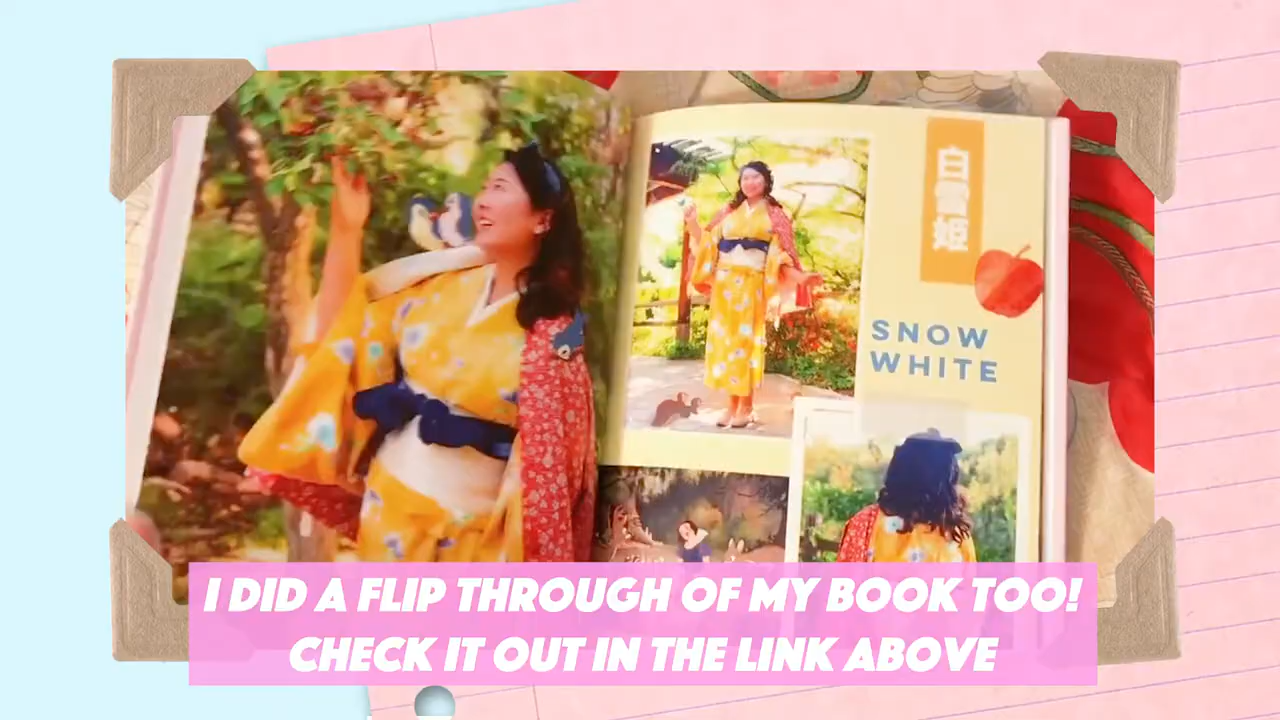 白雪姫
SNOW
WHITE
I DID A FLIP THROUGH OF MY BOOK TOO!
CHECK IT OUT IN THE LINK ABOVE